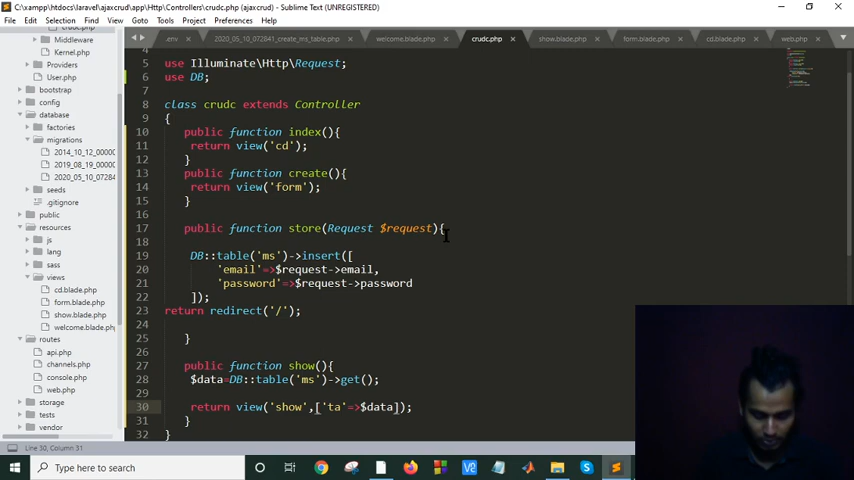 C:\xampp\htdocs\laravel\ajaxcrud\app\Http\Controllers\crudc.php (ajaxcrud) - Sublime Text (UNREGISTERED)
File Edit Selection Find View Goto Tools Project Preferences Help
.env 2020_05_10_072841_create_ms_table.php welcome.blade.php crudc.php show.blade.php form.blade.php cd.blade.php web.php
crudc.php
Middleware
Kernel.php
Providers
User.php
bootstrap
config
database
factories
migrations
2014_10_12_00000
2019_08_19_0000
2020_05_10_0728
seeds
.gitignore
public
resources
js
lang
sass
views
cd.blade.php
form.blade.php
show.blade.php
welcome.blade.ph
routes
api.php
channels.php
console.php
web.php
storage
tests
vendor
4
5 use Illuminate\Http\Request;
6 use DB;
7
8 class crudc extends Controller
9 {
10 public function index(){
11 return view('cd');
12 }
13 public function create(){
14 return view('form');
15 }
16
17 public function store(Request $request){
18
19 DB::table('ms')->insert([
20 'email'=>$request->email,
21 'password'=>$request->password
22 ]);
23 return redirect('/');
24
25 }
26
27 public function show(){
28 $data=DB::table('ms')->get();
29
30 return view('show',['ta'=>$data]);
31 }
32 }
Line 30, Column 31
Type here to search